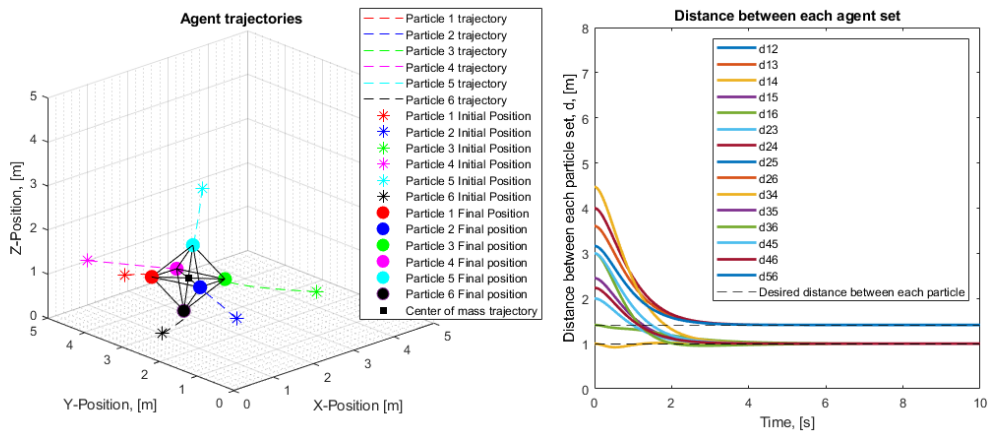 Agent trajectories
Z-Position, [m]
5
4
3
2
1
0
5
4
3
2
1
0
Y-Position, [m]
0
1
2
3
4
5
X-Position [m]
Particle 1 trajectory
Particle 2 trajectory
Particle 3 trajectory
Particle 4 trajectory
Particle 5 trajectory
Particle 6 trajectory
Particle 1 Initial Position
Particle 2 Initial Position
Particle 3 Initial Position
Particle 4 Initial Position
Particle 5 Initial Position
Particle 6 Initial Position
Particle 1 Final Position
Particle 2 Final position
Particle 3 Final position
Particle 4 Final position
Particle 5 Final position
Particle 6 Final position
Center of mass trajectory
Distance between each agent set
Distance between each particle set, d, [m]
8
7
6
5
4
3
2
1
0
0
2
4
6
8
10
Time, [s]
d12
d13
d14
d15
d16
d23
d24
d25
d26
d34
d35
d36
d45
d46
d56
Desired distance between each particle